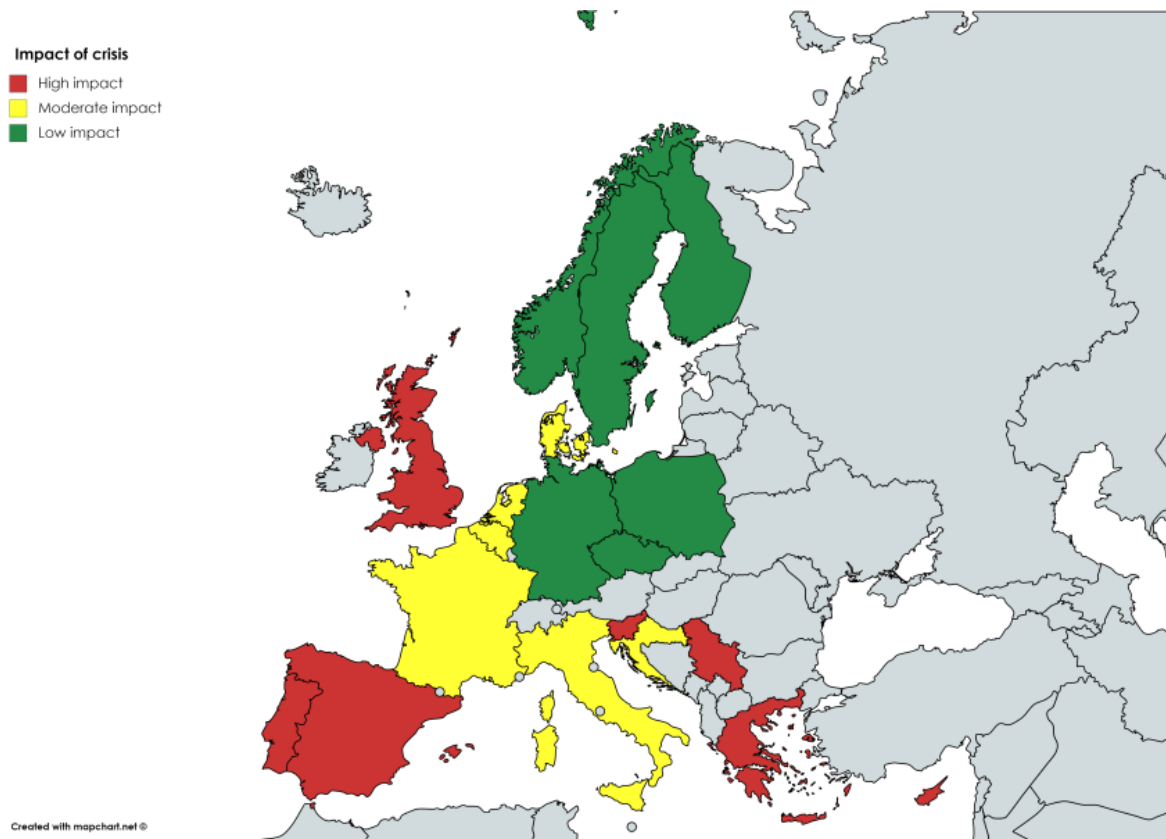 Impact of crisis
High impact
Moderate impact
Low impact
Created with mapchart.net ©